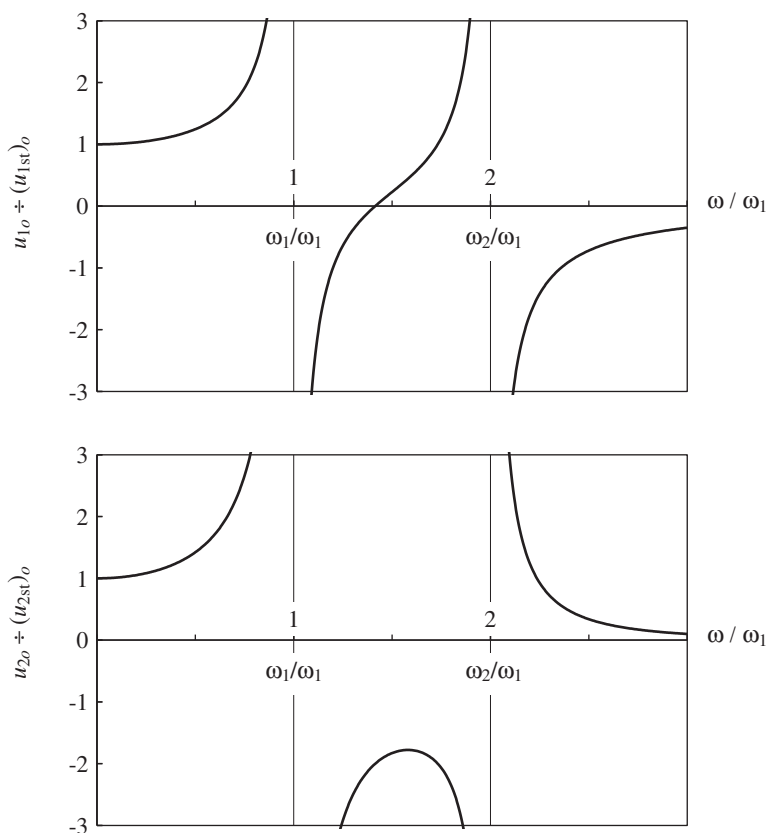 3
2
1
0
-1
-2
-3
u₁ₒ ÷ (u₁ₛₜ)ₒ
1
2
ω₁/ω₁
ω₂/ω₁
ω / ω₁
3
2
1
0
-1
-2
-3
u₂ₒ ÷ (u₂ₛₜ)ₒ
1
2
ω₁/ω₁
ω₂/ω₁
ω / ω₁